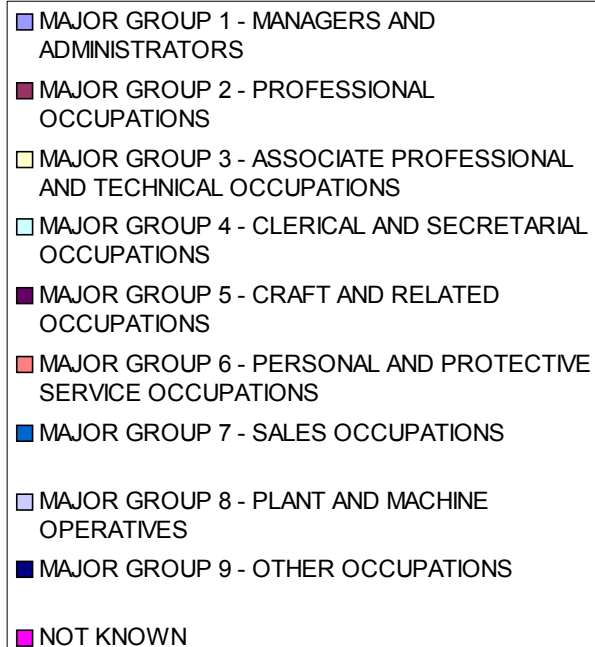 MAJOR GROUP 1 - MANAGERS AND
ADMINISTRATORS
MAJOR GROUP 2 - PROFESSIONAL
OCCUPATIONS
MAJOR GROUP 3 - ASSOCIATE PROFESSIONAL
AND TECHNICAL OCCUPATIONS
MAJOR GROUP 4 - CLERICAL AND SECRETARIAL
OCCUPATIONS
MAJOR GROUP 5 - CRAFT AND RELATED
OCCUPATIONS
MAJOR GROUP 6 - PERSONAL AND PROTECTIVE
SERVICE OCCUPATIONS
MAJOR GROUP 7 - SALES OCCUPATIONS
MAJOR GROUP 8 - PLANT AND MACHINE
OPERATIVES
MAJOR GROUP 9 - OTHER OCCUPATIONS
NOT KNOWN